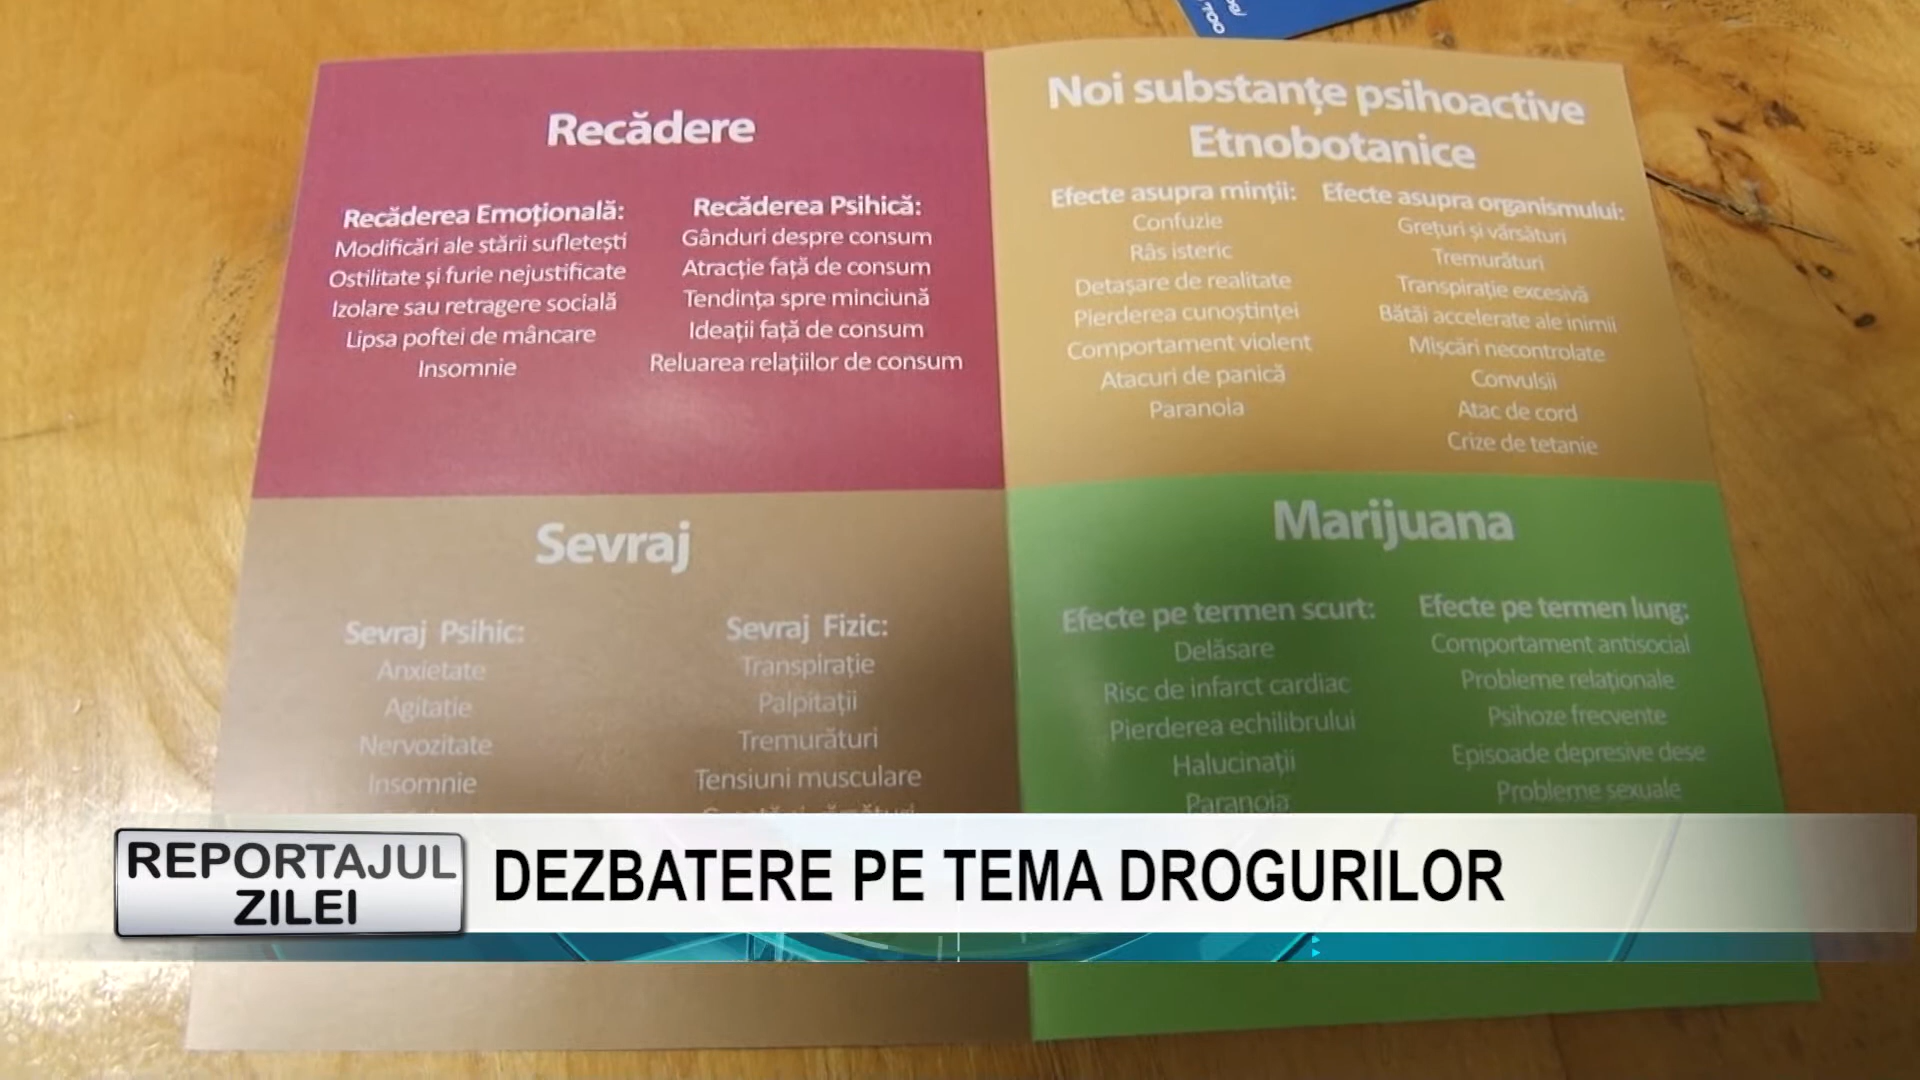 Recădere
Recăderea Emoțională:
Modificări ale stării sufletești
Ostilitate și furie nejustificate
Izolare sau retragere socială
Lipsa poftei de mâncare
Insomnie
Recăderea Psihică:
Gânduri despre consum
Atracție față de consum
Tendința spre minciună
Ideații față de consum
Reluarea relațiilor de consum
Noi substanțe psihoactive
Etnobotanice
Efecte asupra minții:
Confuzie
Râs isteric
Detașare de realitate
Pierderea cunoștinței
Comportament violent
Atacuri de panică
Paranoia
Efecte asupra organismului:
Grețuri și vărsături
Tremurături
Transpirație excesivă
Bătăi accelerate ale inimii
Mișcări necontrolate
Convulsii
Atac de cord
Crize de tetanie
Sevraj
Sevraj Psihic:
Anxietate
Agitație
Nervozitate
Insomnie
Sevraj Fizic:
Transpirație
Palpitații
Tremurături
Tensiuni musculare
Marijuana
Efecte pe termen scurt:
Delăsare
Risc de infarct cardiac
Pierderea echilibrului
Halucinații
Paranoia
Efecte pe termen lung:
Comportament antisocial
Probleme relaționale
Psihoze frecvente
Episoade depresive dese
Probleme sexuale
REPORTAJUL
ZILEI
DEZBATERE PE TEMA DROGURILOR